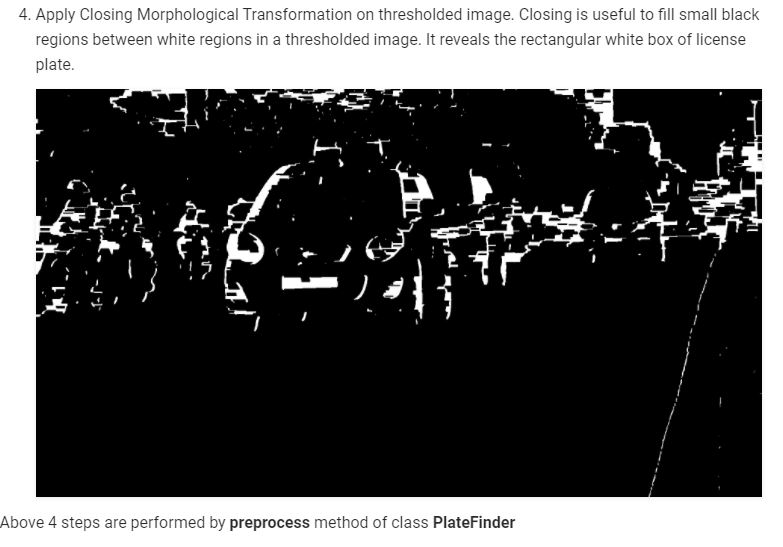 4. Apply Closing Morphological Transformation on thresholded image. Closing is useful to fill small black
regions between white regions in a thresholded image. It reveals the rectangular white box of license
plate.
Above 4 steps are performed by preprocess method of class PlateFinder